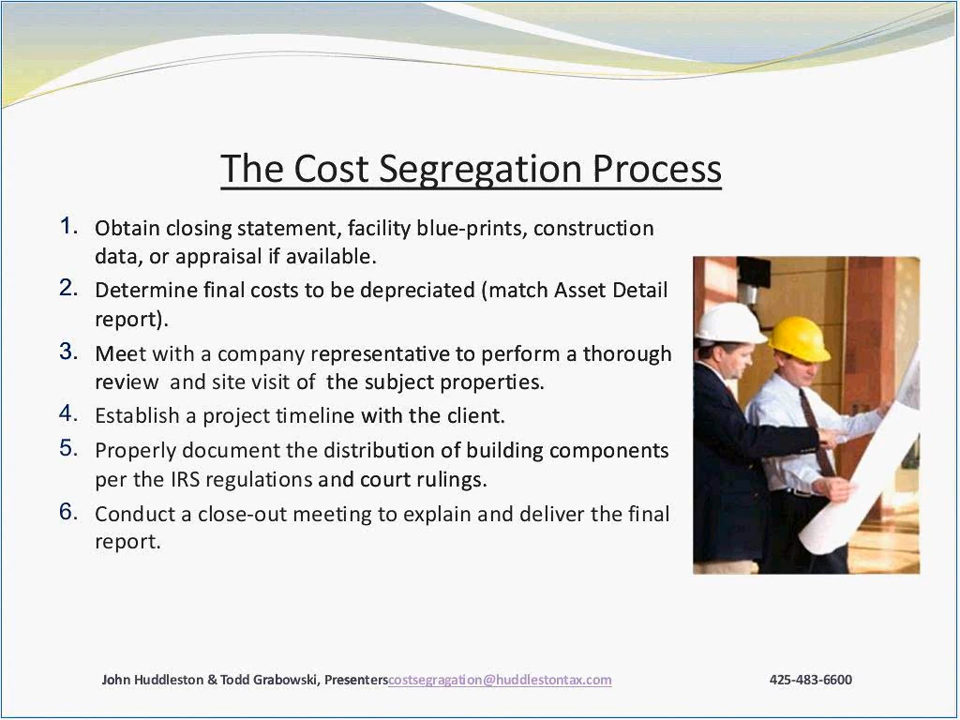 The Cost Segregation Process
1. Obtain closing statement, facility blue-prints, construction
data, or appraisal if available.
2. Determine final costs to be depreciated (match Asset Detail
report).
3. Meet with a company representative to perform a thorough
review and site visit of the subject properties.
4. Establish a project timeline with the client.
5. Properly document the distribution of building components
per the IRS regulations and court rulings.
6. Conduct a close-out meeting to explain and deliver the final
report.
John Huddleston & Todd Grabowski, Presenterscostsegragation@huddlestontax.com 425-483-6600